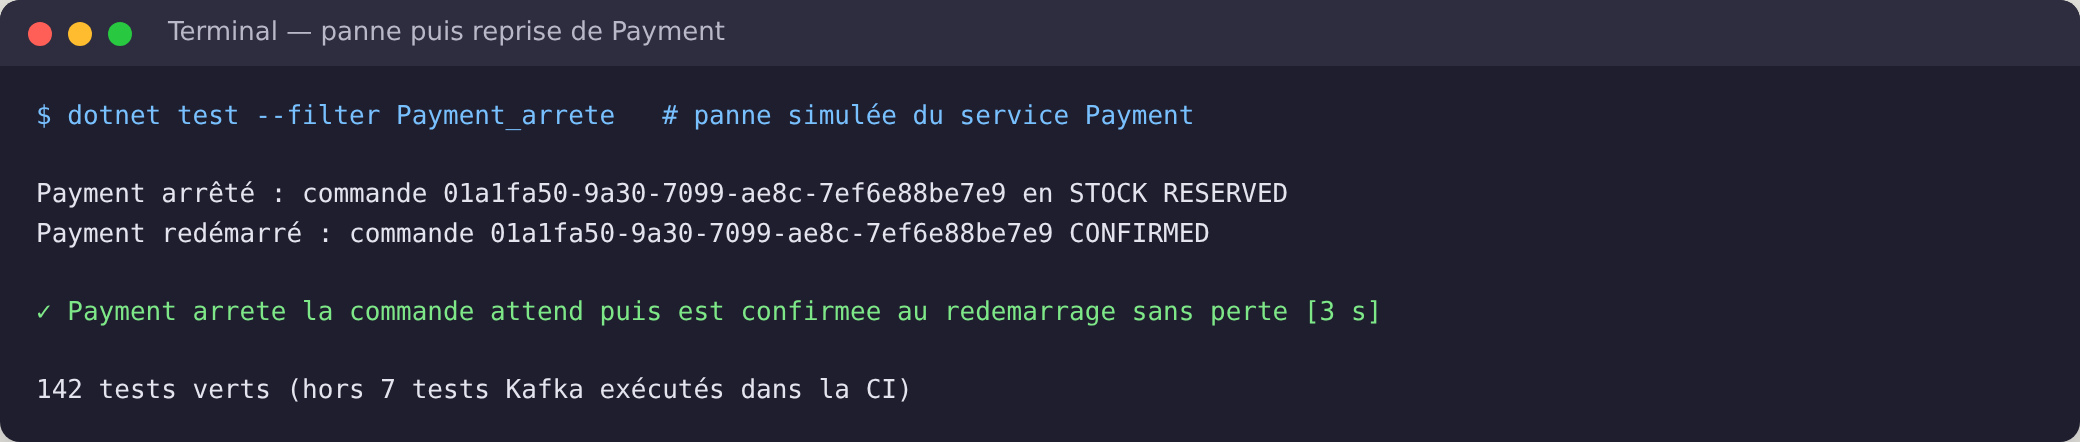 Terminal — panne puis reprise de Payment
$ dotnet test --filter Payment_arrete   # panne simulée du service Payment
Payment arrêté : commande 01a1fa50-9a30-7099-ae8c-7ef6e88be7e9 en STOCK RESERVED
Payment redémarré : commande 01a1fa50-9a30-7099-ae8c-7ef6e88be7e9 CONFIRMED
✓ Payment arrete la commande attend puis est confirmee au redemarrage sans perte [3 s]
142 tests verts (hors 7 tests Kafka exécutés dans la CI)